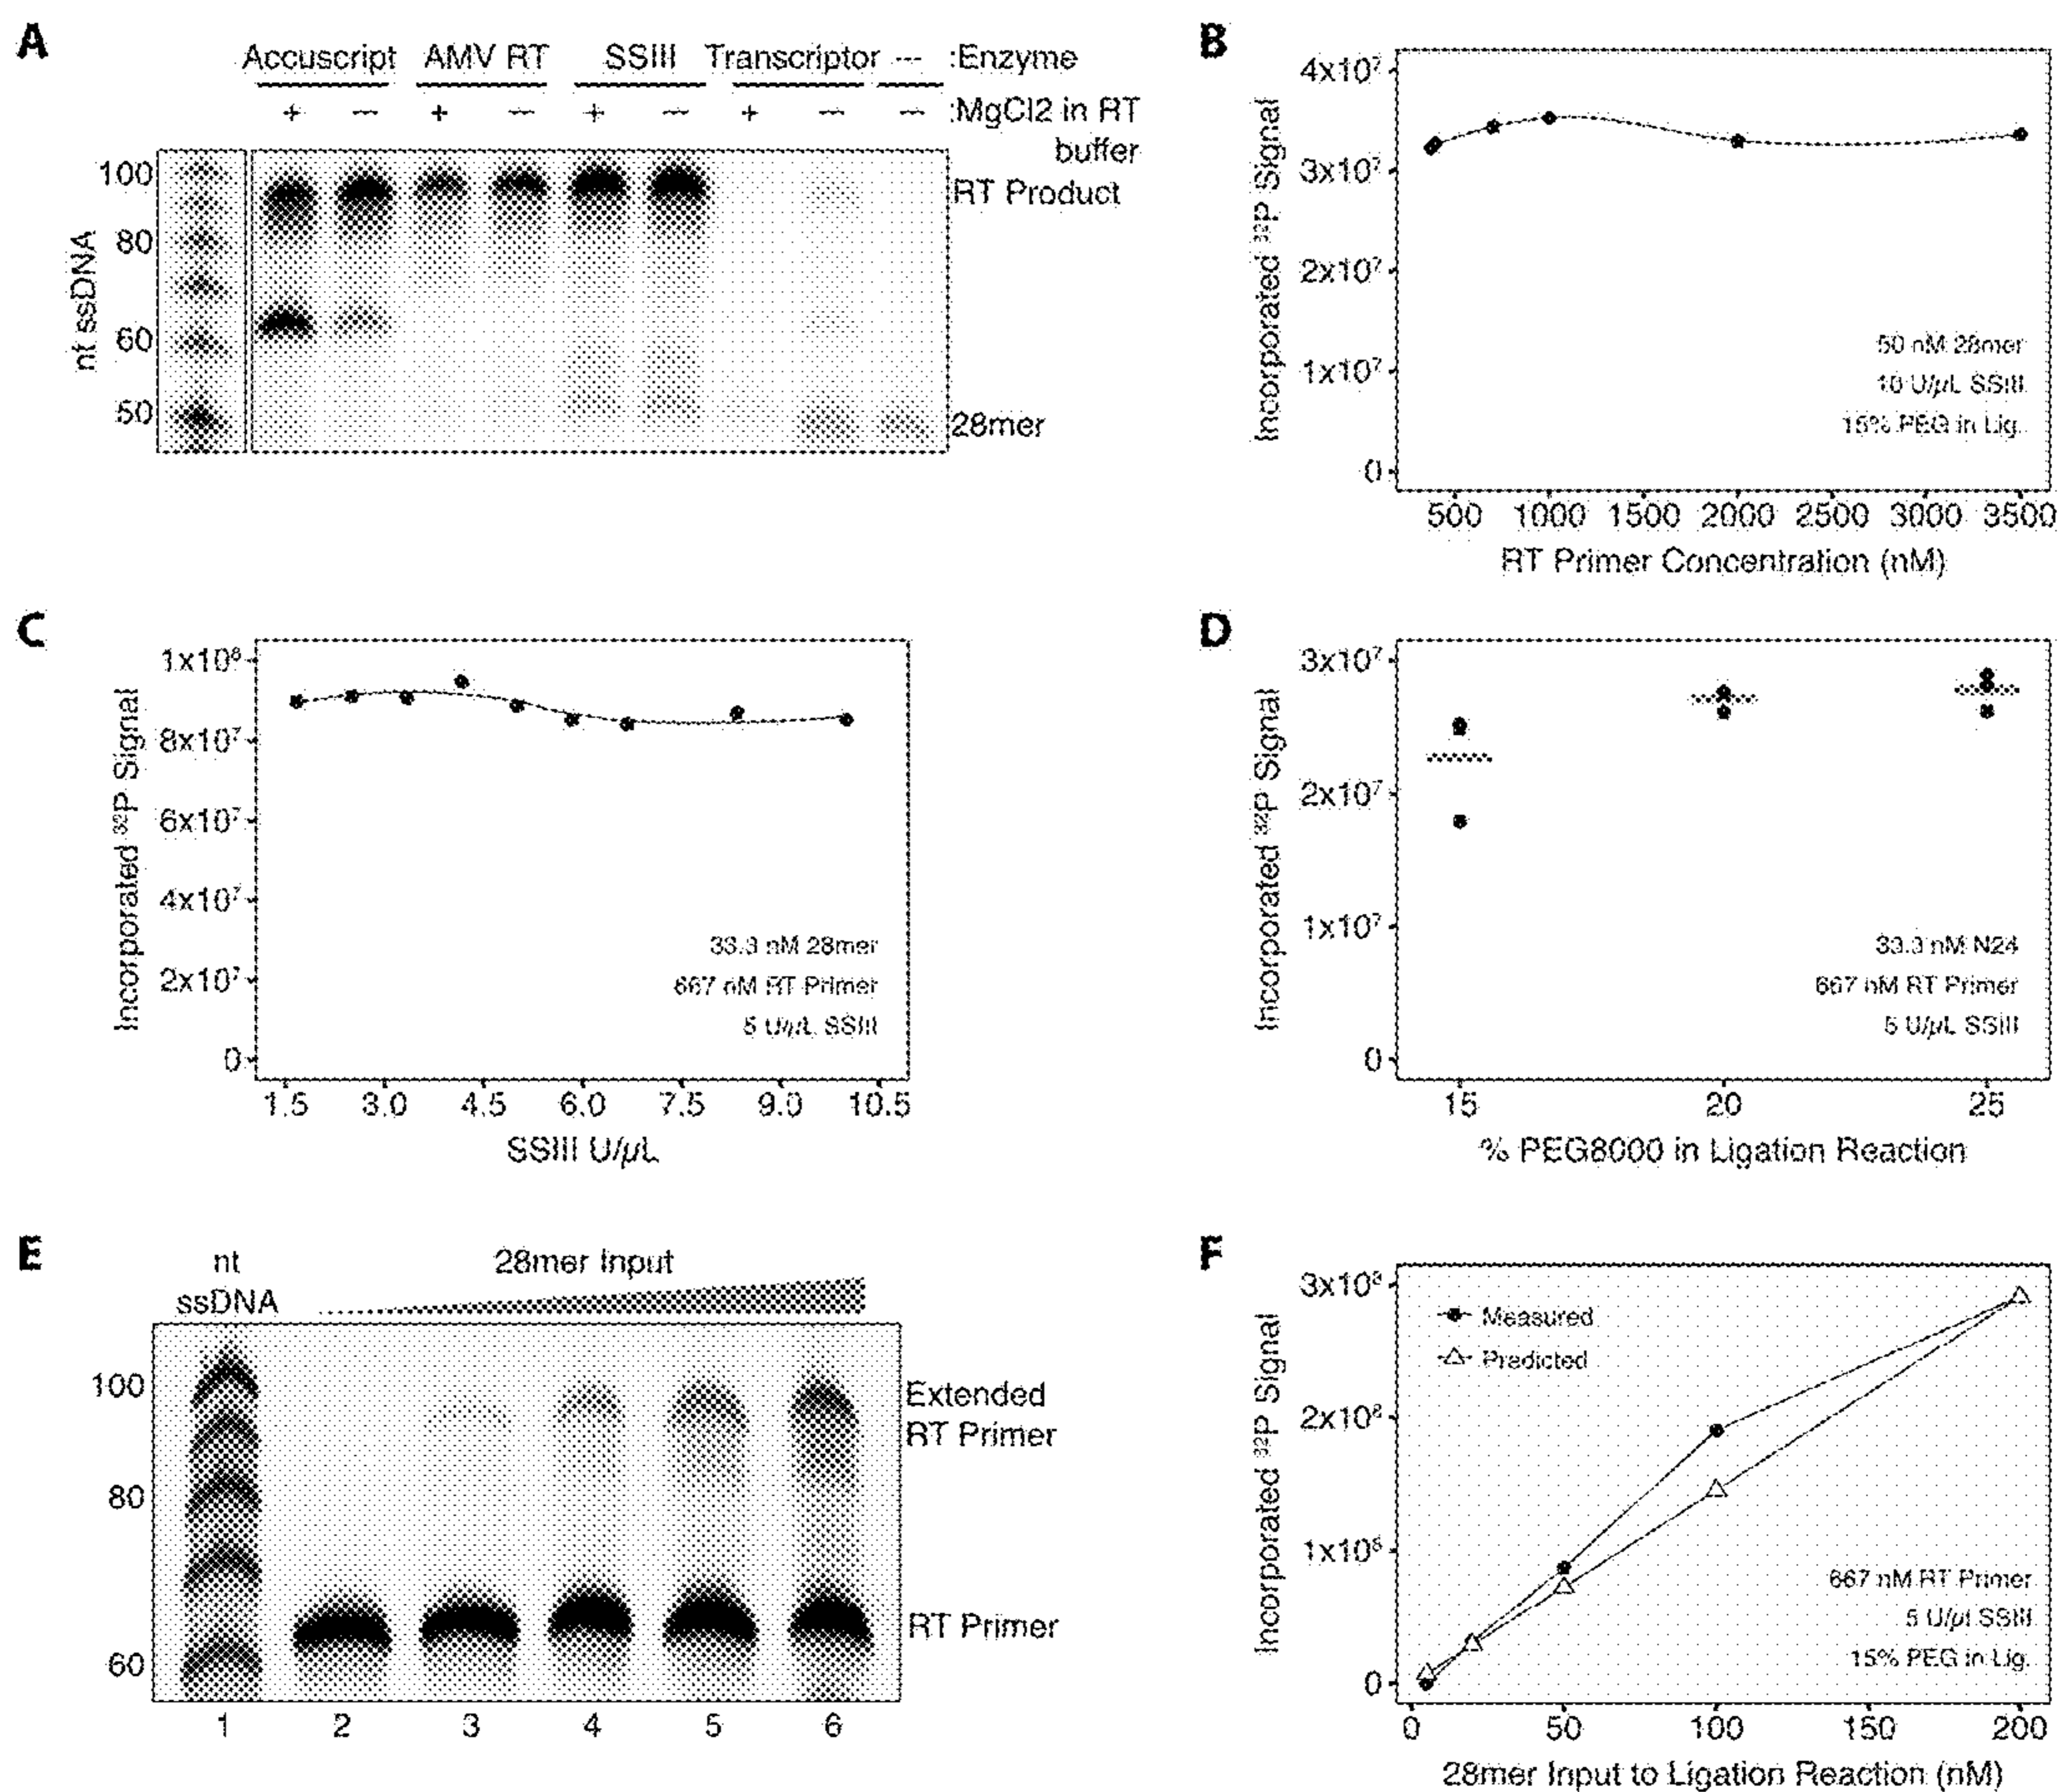 A
Accuscript AMV RT SSIII Transcriptor --- :Enzyme
+ — + — + — + — — :MgCl2 in RT
buffer
100
80
60
50
nt ssDNA
RT Product
28mer
B
4x10⁷
3x10⁷
2x10⁷
1x10⁷
0
Incorporated ³²P Signal
50 nM 28mer
10 U/µL SSIII
15% PEG in Lig.
500 1000 1500 2000 2500 3000 3500
RT Primer Concentration (nM)
C
1x10⁸
8x10⁷
6x10⁷
4x10⁷
2x10⁷
0
Incorporated ³²P Signal
33.3 nM 28mer
667 nM RT Primer
5 U/µL SSIII
1.5 3.0 4.5 6.0 7.5 9.0 10.5
SSIII U/µL
D
3x10⁷
2x10⁷
1x10⁷
0
Incorporated ³²P Signal
33.3 nM N24
667 nM RT Primer
5 U/µL SSIII
15 20 25
% PEG8000 in Ligation Reaction
E
nt
ssDNA
28mer Input
100
80
60
Extended
RT Primer
RT Primer
1 2 3 4 5 6
F
3x10⁸
2x10⁸
1x10⁸
0
Incorporated ³²P Signal
Measured
Predicted
667 nM RT Primer
5 U/µl SSIII
15% PEG in Lig.
0 50 100 150 200
28mer Input to Ligation Reaction (nM)